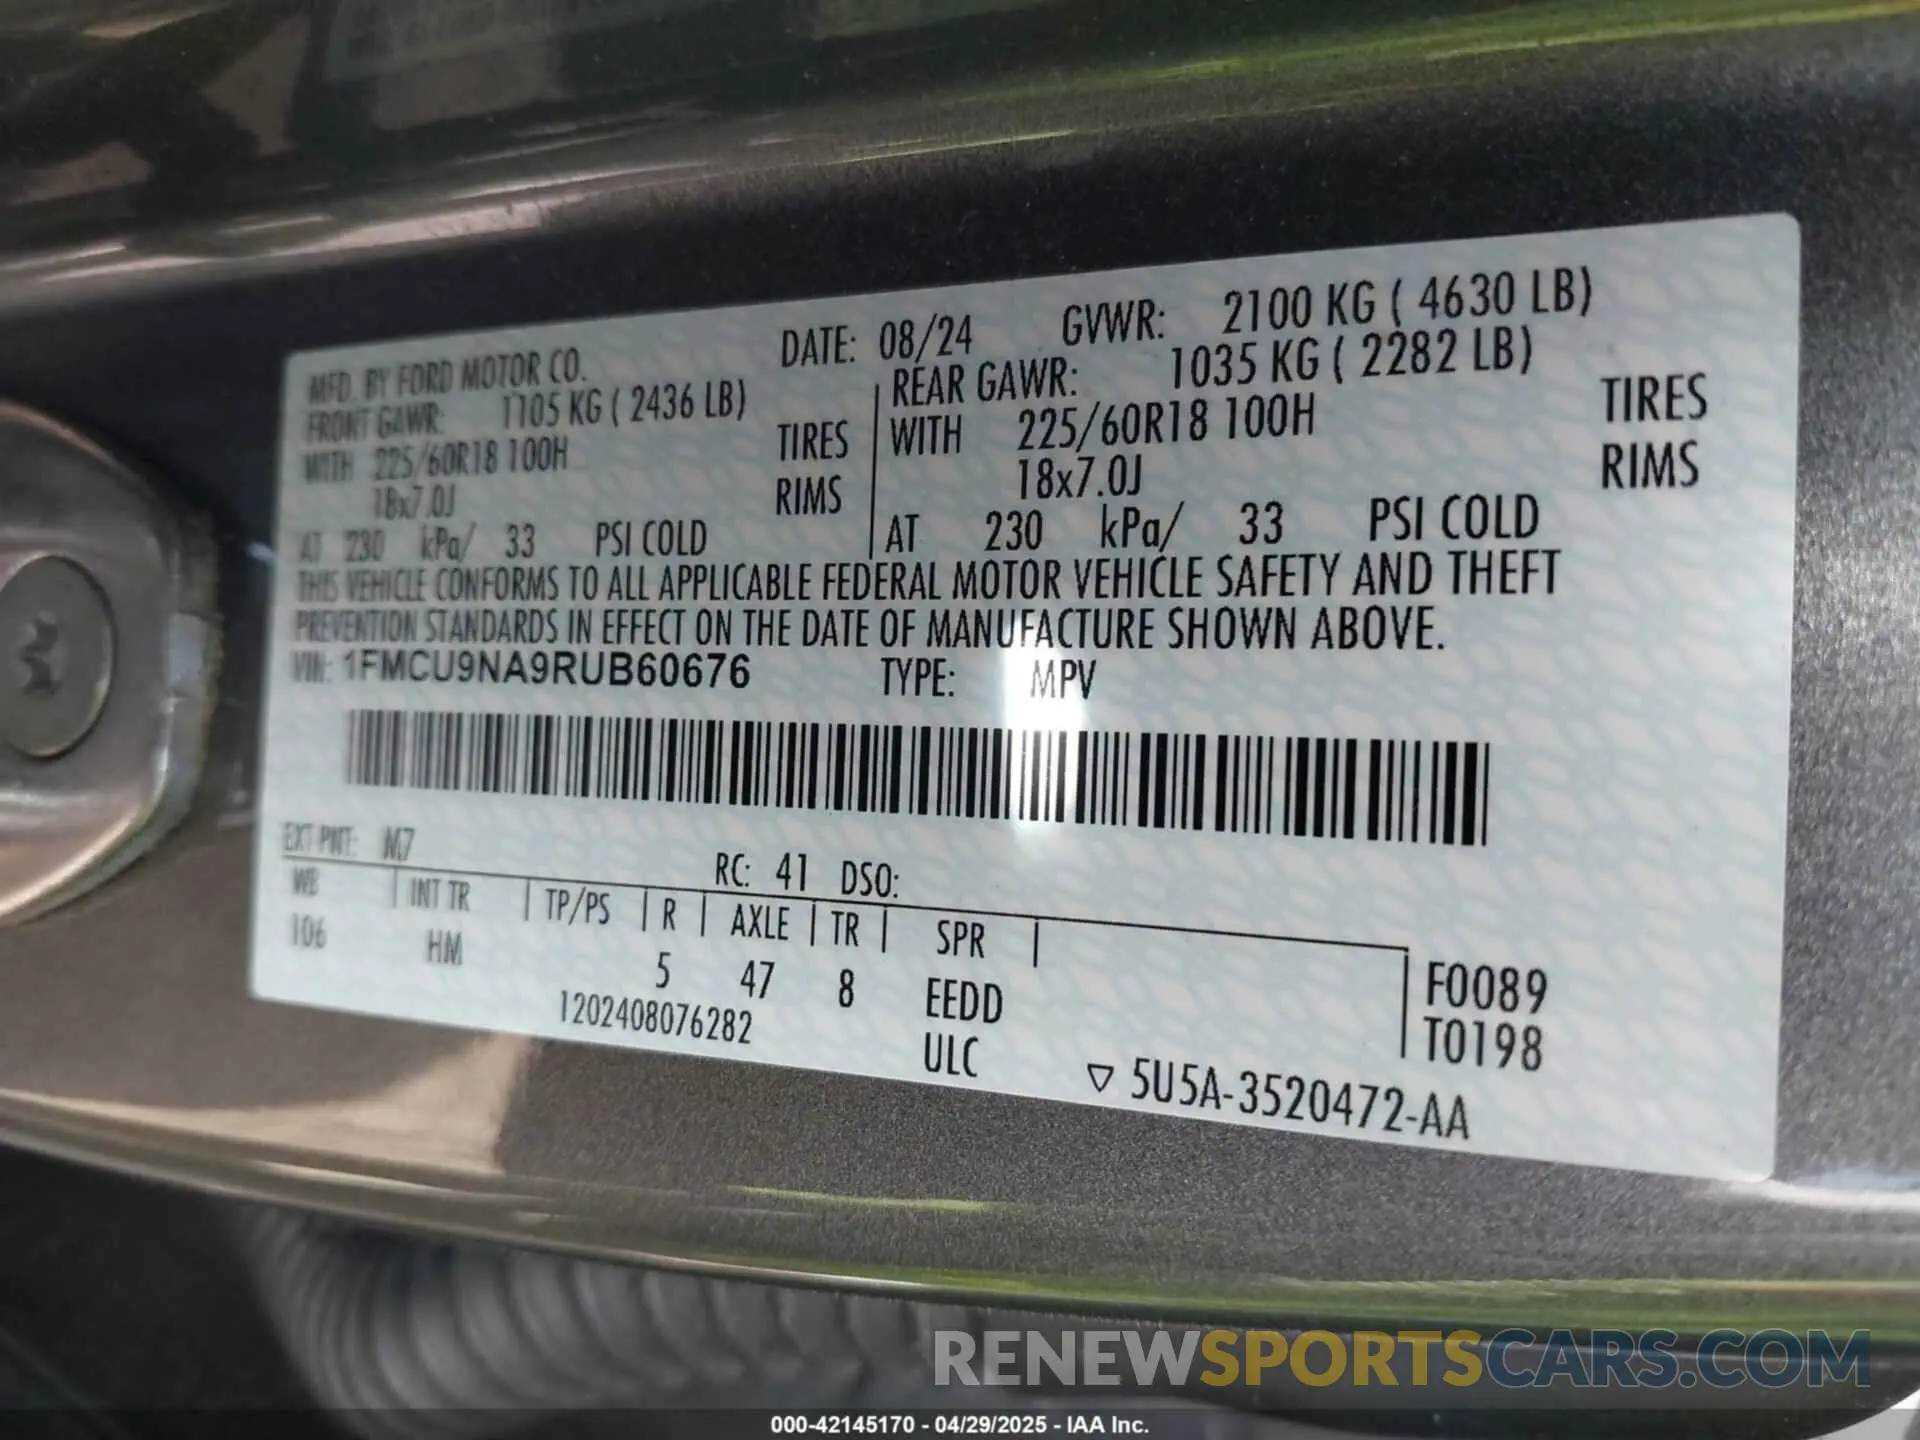 MFD. BY FORD MOTOR CO. DATE: 08/24 GVWR: 2100 KG ( 4630 LB)
FRONT GAWR: 1105 KG ( 2436 LB) REAR GAWR: 1035 KG ( 2282 LB)
WITH 225/60R18 100H TIRES WITH 225/60R18 100H TIRES
18x7.0J RIMS 18x7.0J RIMS
AT 230 kPa/ 33 PSI COLD AT 230 kPa/ 33 PSI COLD
THIS VEHICLE CONFORMS TO ALL APPLICABLE FEDERAL MOTOR VEHICLE SAFETY AND THEFT
PREVENTION STANDARDS IN EFFECT ON THE DATE OF MANUFACTURE SHOWN ABOVE.
VIN: 1FMCU9NA9RUB60676 TYPE: MPV
EXT PNT: M7 RC: 41 DSO:
WB INT TR TP/PS R AXLE TR SPR
106 HM 5 47 8 EEDD F0089
1202408076282 ULC T0198
▽ 5U5A-3520472-AA
RENEWSPORTSCARS.COM
000-42145170 - 04/29/2025 - IAA Inc.